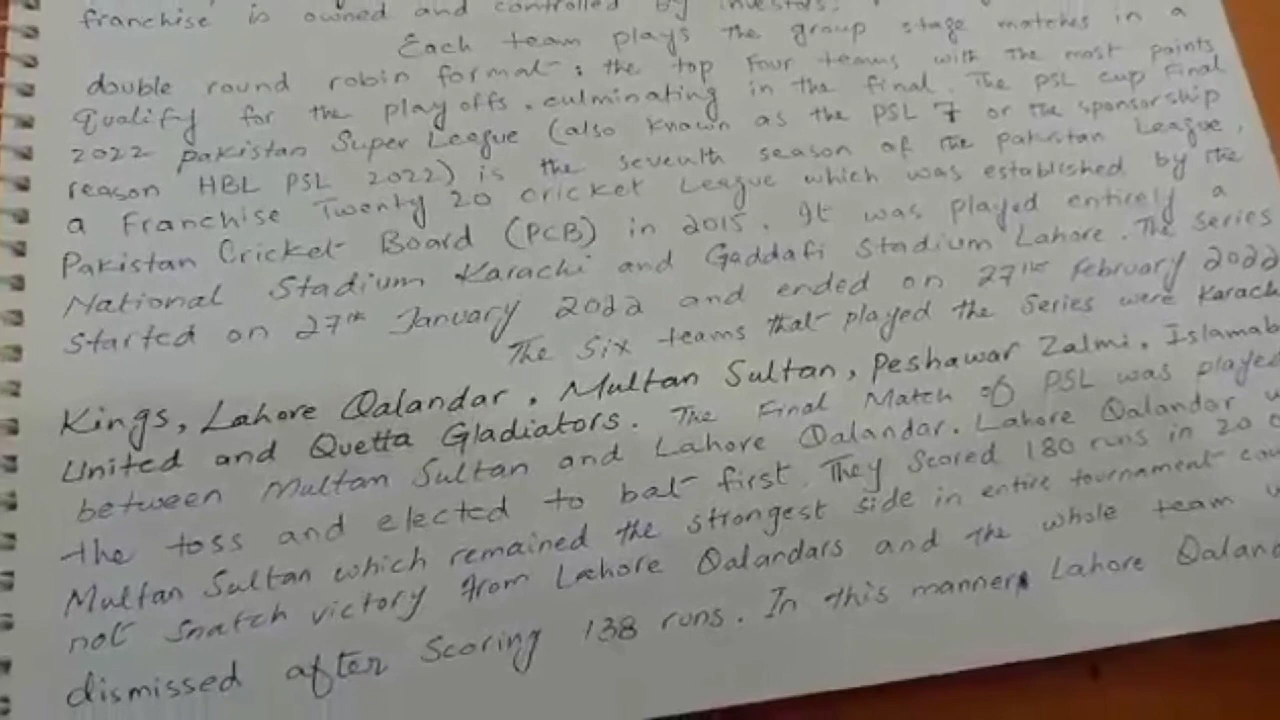 franchise is owned and controlled by investors.
Each team plays the group stage matches in a
double round robin format; the top Four teams with the most points
qualify for the play offs. culminating in the final. The PSL cup Final
2022 pakistan Super League (also known as the PSL 7 or the sponsorship
reason HBL PSL 2022) is the seventh season of the Pakistan League,
a Franchise Twenty 20 cricket League which was established by the
Pakistan Cricket Board (PCB) in 2015. It was played entirely a
National Stadium Karachi and Gaddafi Stadium Lahore. The Series
started on 27th January 2022 and ended on 27th February 2022
The Six teams that played the Series were Karach
Kings, Lahore Qalandar, Multan Sultan, Peshawar Zalmi, Islamab
United and Quetta Gladiators. The Final Match of PSL was played
between Multan Sultan and Lahore Qalandar. Lahore Qalandar
the toss and elected to bat first. They Scored 180 runs in 20
Multan Sultan which remained the strongest side in entire tournament cou
not snatch victory from Lahore Qalandars and the whole team
dismissed after Scoring 138 runs. In this manner, Lahore Qaland